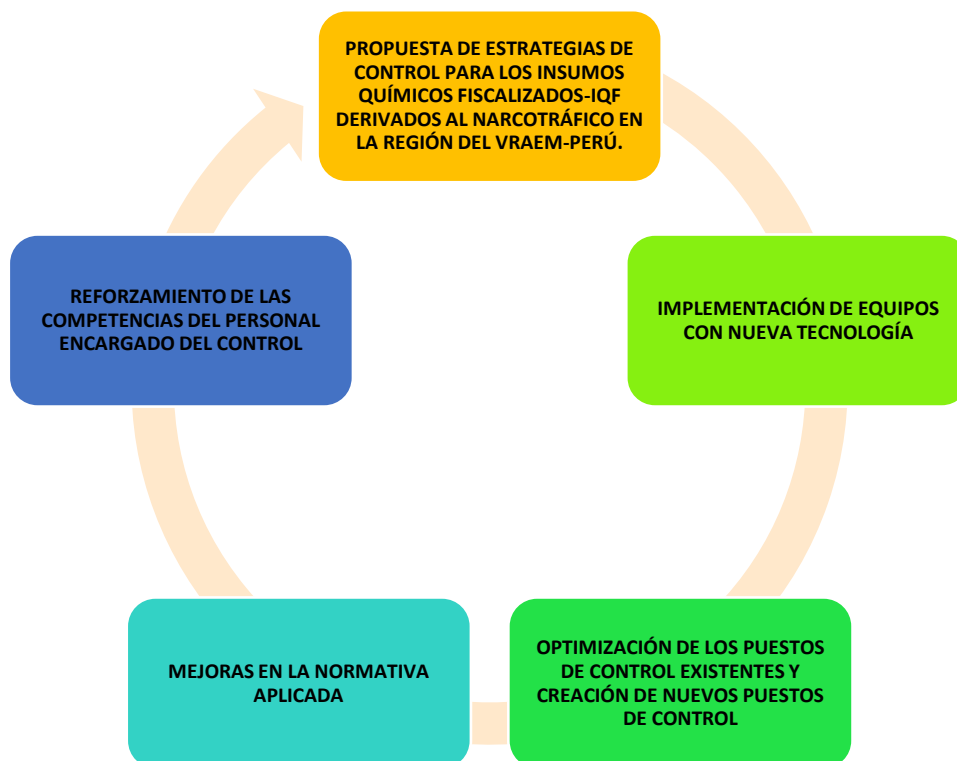 PROPUESTA DE ESTRATEGIAS DE
CONTROL PARA LOS INSUMOS
QUÍMICOS FISCALIZADOS-IQF
DERIVADOS AL NARCOTRÁFICO EN
LA REGIÓN DEL VRAEM-PERÚ.
IMPLEMENTACIÓN DE EQUIPOS
CON NUEVA TECNOLOGÍA
OPTIMIZACIÓN DE LOS PUESTOS
DE CONTROL EXISTENTES Y
CREACIÓN DE NUEVOS PUESTOS
DE CONTROL
MEJORAS EN LA NORMATIVA
APLICADA
REFORZAMIENTO DE LAS
COMPETENCIAS DEL PERSONAL
ENCARGADO DEL CONTROL